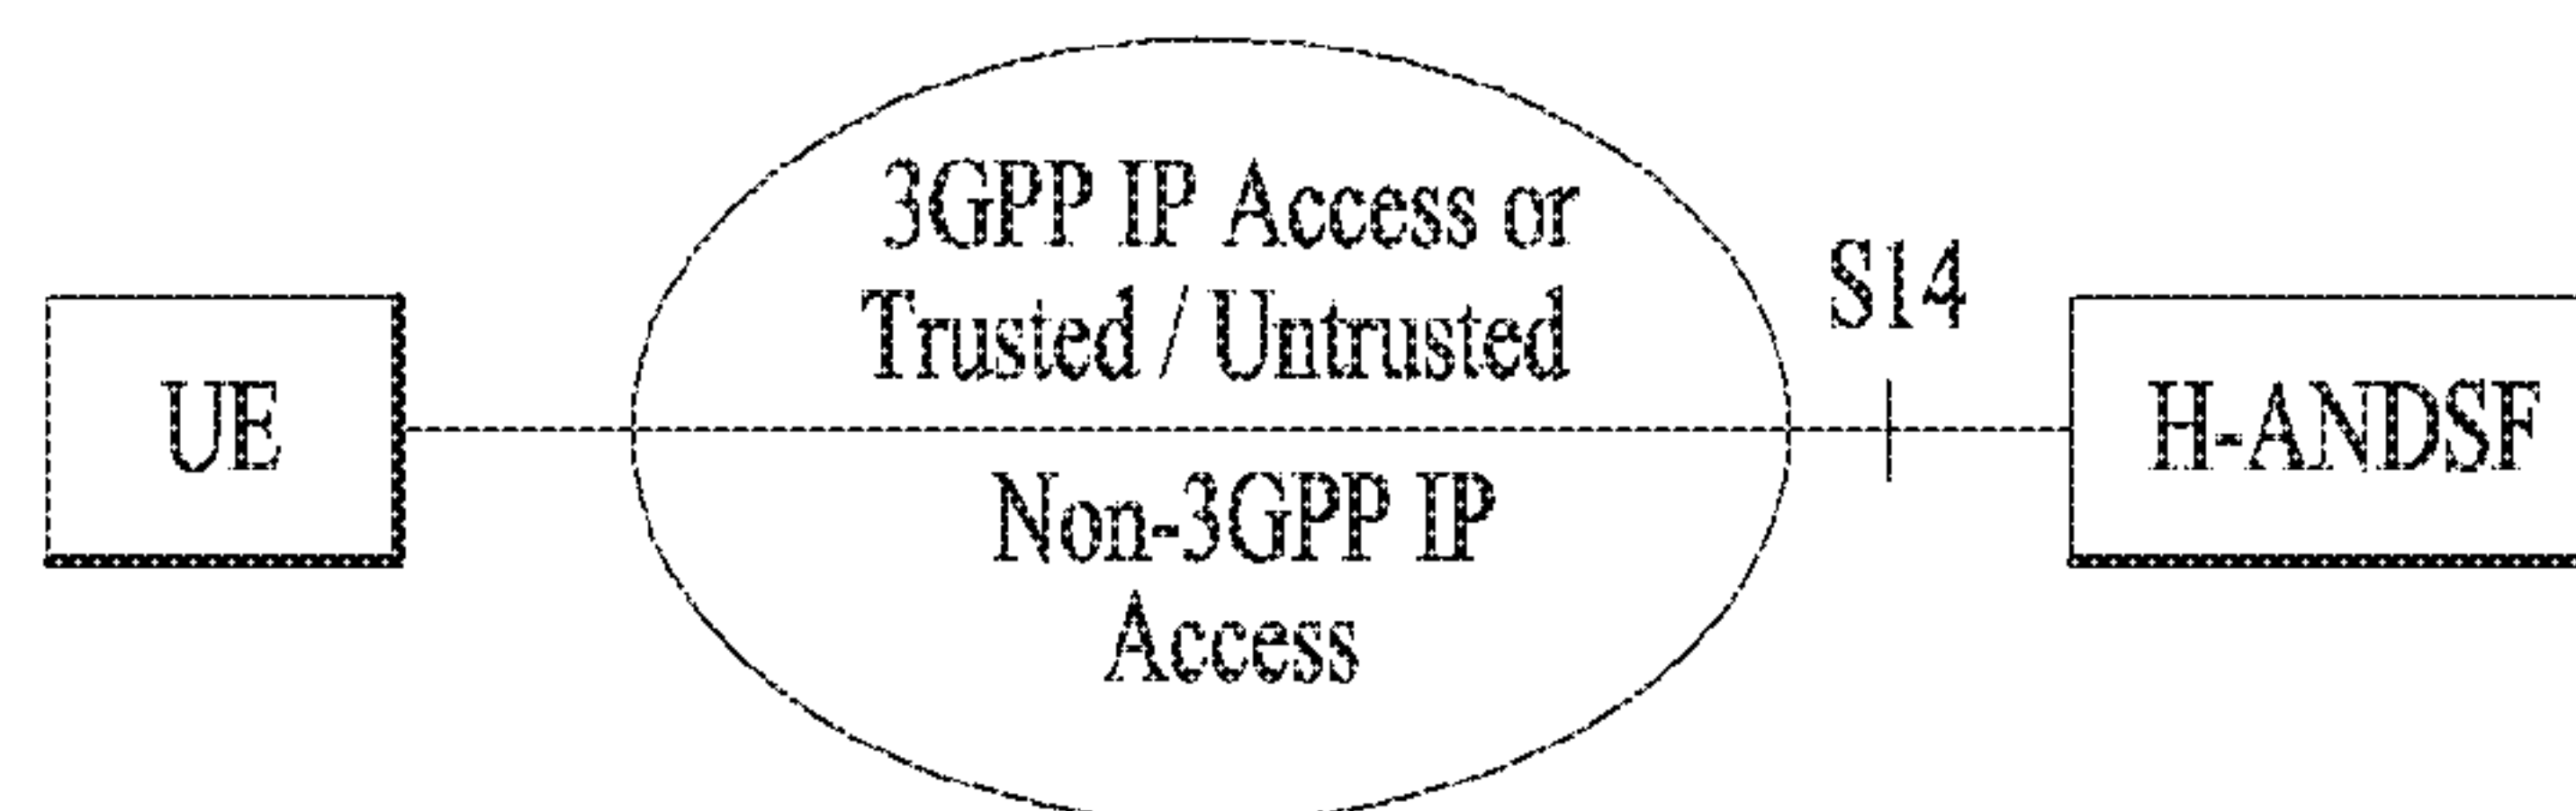 3GPP IP Access or
Trusted / Untrusted
S14
UE
H-ANDSF
Non-3GPP IP
Access